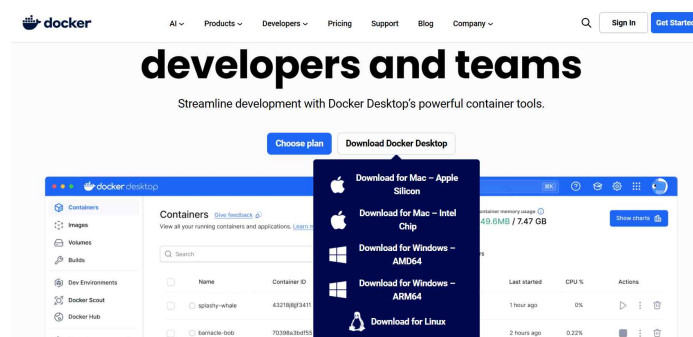 docker
AI Products Developers Pricing Support Blog Company Sign In Get Started
developers and teams
Streamline development with Docker Desktop's powerful container tools.
Choose plan Download Docker Desktop
Download for Mac – Apple
Silicon
Download for Mac – Intel
Chip
Download for Windows –
AMD64
Download for Windows –
ARM64
Download for Linux
docker desktop
⌘K
Containers
Images
Volumes
Builds
Dev Environments
Docker Scout
Docker Hub
Containers Give feedback
View all your running containers and applications. Learn
container memory usage
49.6MB / 7.47 GB
Show charts
Search
Name Container ID Last started CPU % Actions
splashy-whale 43218j8jjf3411 1 hour ago 0%
barnacle-bob 70398a3bdf55 2 hours ago 0.22%